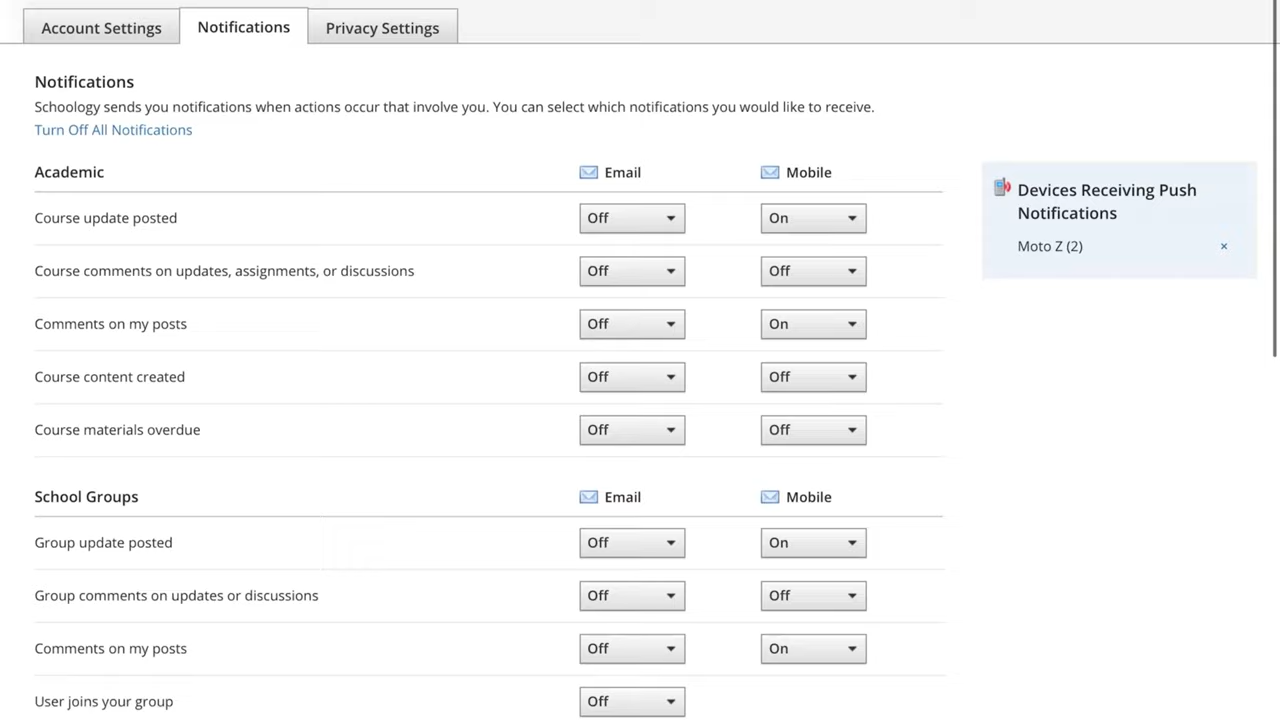 Account Settings
Notifications
Privacy Settings
Notifications
Schoology sends you notifications when actions occur that involve you. You can select which notifications you would like to receive.
Turn Off All Notifications
Academic Email Mobile
Course update posted Off On
Course comments on updates, assignments, or discussions Off Off
Comments on my posts Off On
Course content created Off Off
Course materials overdue Off Off
School Groups Email Mobile
Group update posted Off On
Group comments on updates or discussions Off Off
Comments on my posts Off On
User joins your group Off
Devices Receiving Push
Notifications
Moto Z (2) ×